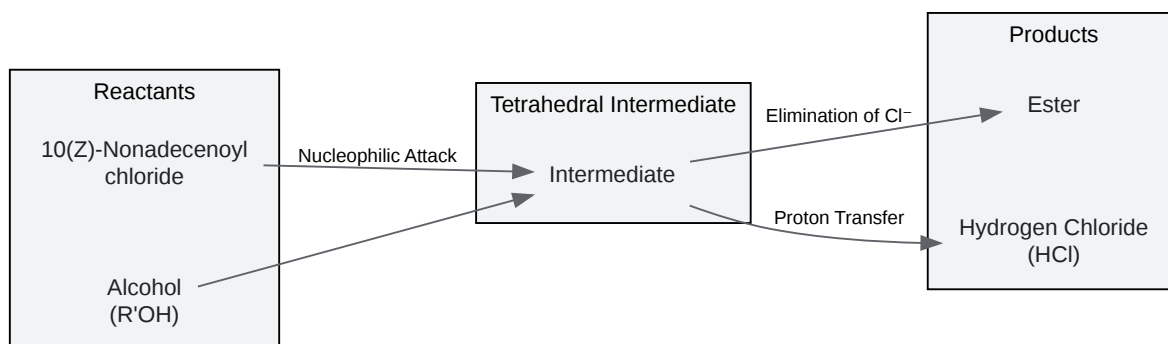 Reactants
10(Z)-Nonadecenoyl
chloride
Alcohol
(R'OH)
Nucleophilic Attack
Tetrahedral Intermediate
Intermediate
Elimination of Cl⁻
Proton Transfer
Products
Ester
Hydrogen Chloride
(HCl)